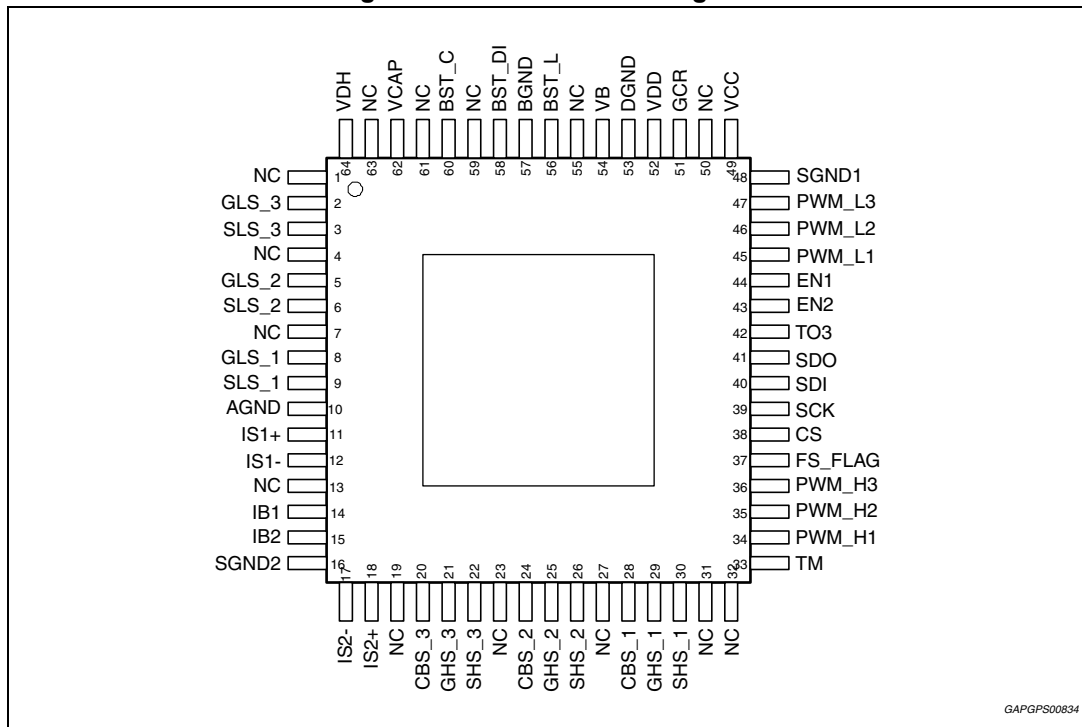 VDH
NC
VCAP
NC
BST_C
NC
BST_DI
BGND
BST_L
NC
VB
DGND
VDD
GCR
NC
VCC
64
63
62
61
60
59
58
57
56
55
54
53
52
51
50
49
NC 1
GLS_3 2
SLS_3 3
NC 4
GLS_2 5
SLS_2 6
NC 7
GLS_1 8
SLS_1 9
AGND 10
IS1+ 11
IS1- 12
NC 13
IB1 14
IB2 15
SGND2 16
48 SGND1
47 PWM_L3
46 PWM_L2
45 PWM_L1
44 EN1
43 EN2
42 TO3
41 SDO
40 SDI
39 SCK
38 CS
37 FS_FLAG
36 PWM_H3
35 PWM_H2
34 PWM_H1
33 TM
17
18
19
20
21
22
23
24
25
26
27
28
29
30
31
32
IS2-
IS2+
NC
CBS_3
GHS_3
SHS_3
NC
CBS_2
GHS_2
SHS_2
NC
CBS_1
GHS_1
SHS_1
NC
NC
GAPGPS00834